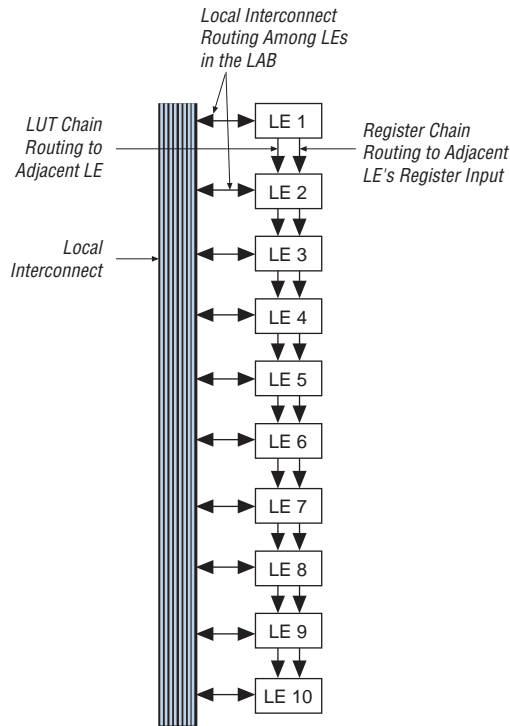 Local Interconnect
Routing Among LEs
in the LAB
LUT Chain
Routing to
Adjacent LE
Register Chain
Routing to Adjacent
LE's Register Input
Local
Interconnect
LE 1
LE 2
LE 3
LE 4
LE 5
LE 6
LE 7
LE 8
LE 9
LE 10